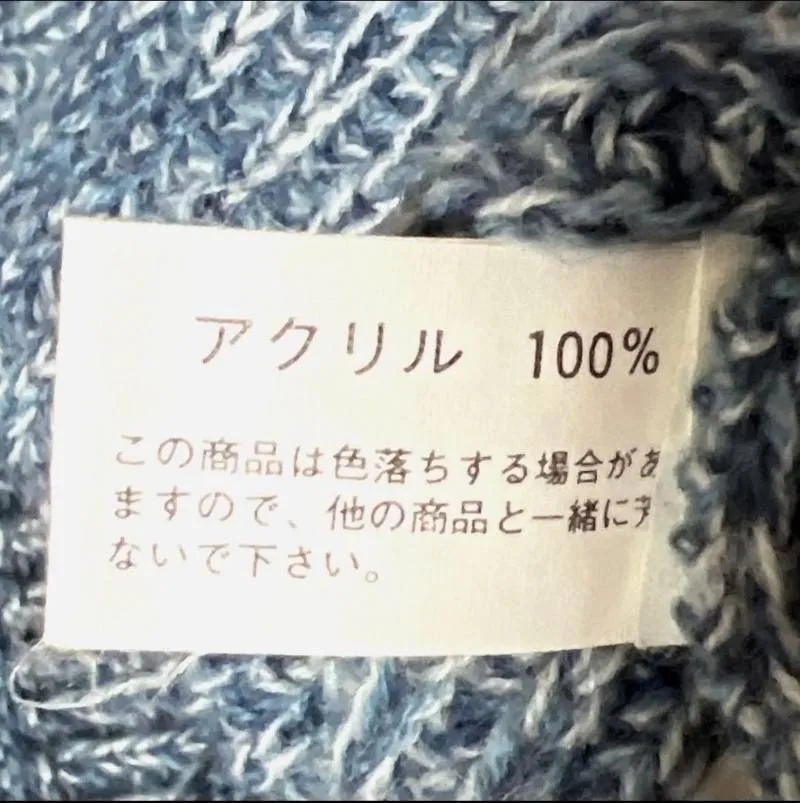 アクリル 100%
この商品は色落ちする場合があ
ますので、他の商品と一緒に
ないで下さい。